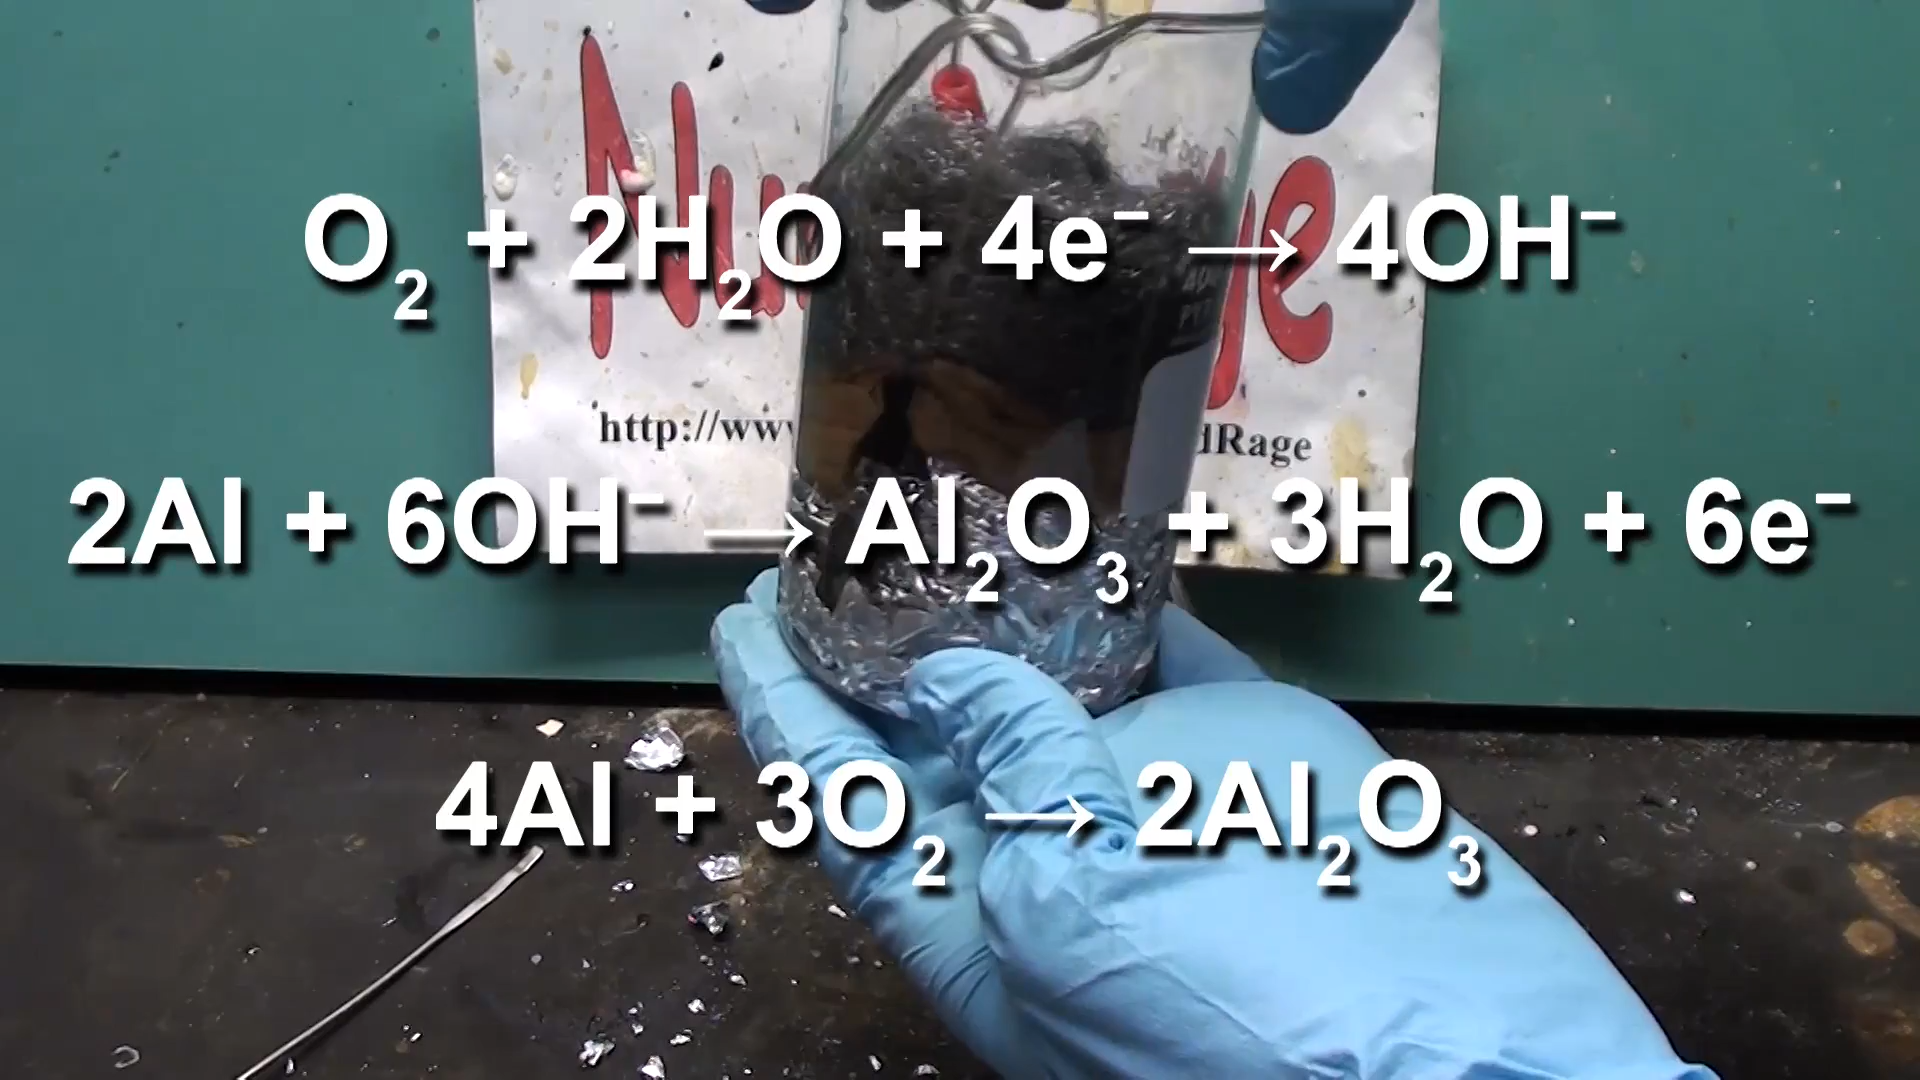 O₂ + 2H₂O + 4e⁻ → 4OH⁻
http://www
dRage
2Al + 6OH⁻ → Al₂O₃ + 3H₂O + 6e⁻
4Al + 3O₂ → 2Al₂O₃